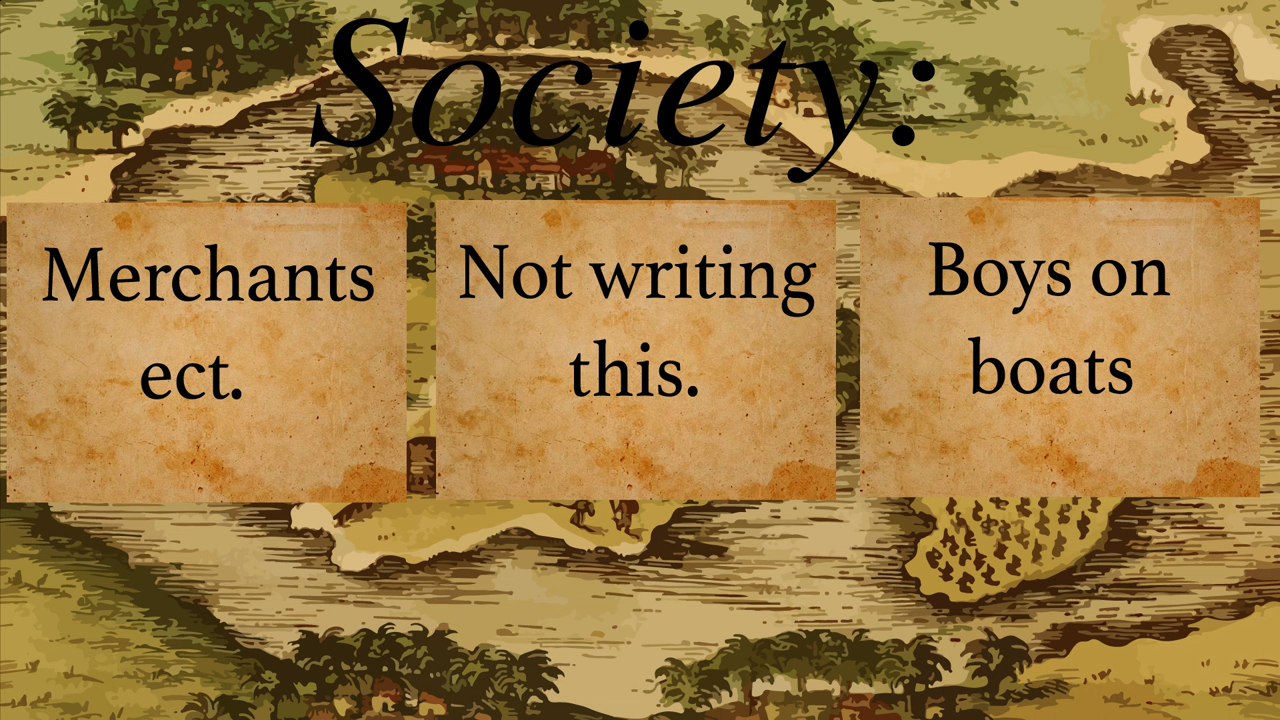 Society:
Merchants
ect.
Not writing
this.
Boys on
boats